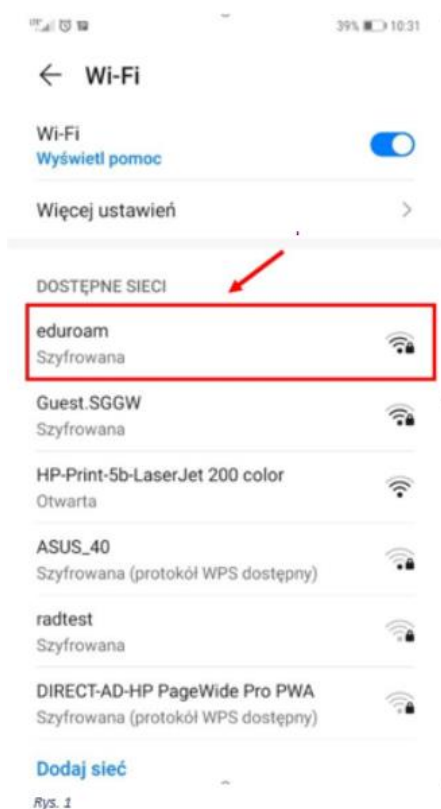 39% 10:31
Wi-Fi
Wi-Fi
Wyświetl pomoc
Więcej ustawień
DOSTĘPNE SIECI
eduroam
Szyfrowana
Guest.SGGW
Szyfrowana
HP-Print-5b-LaserJet 200 color
Otwarta
ASUS_40
Szyfrowana (protokół WPS dostępny)
radtest
Szyfrowana
DIRECT-AD-HP PageWide Pro PWA
Szyfrowana (protokół WPS dostępny)
Dodaj sieć
Rys. 1